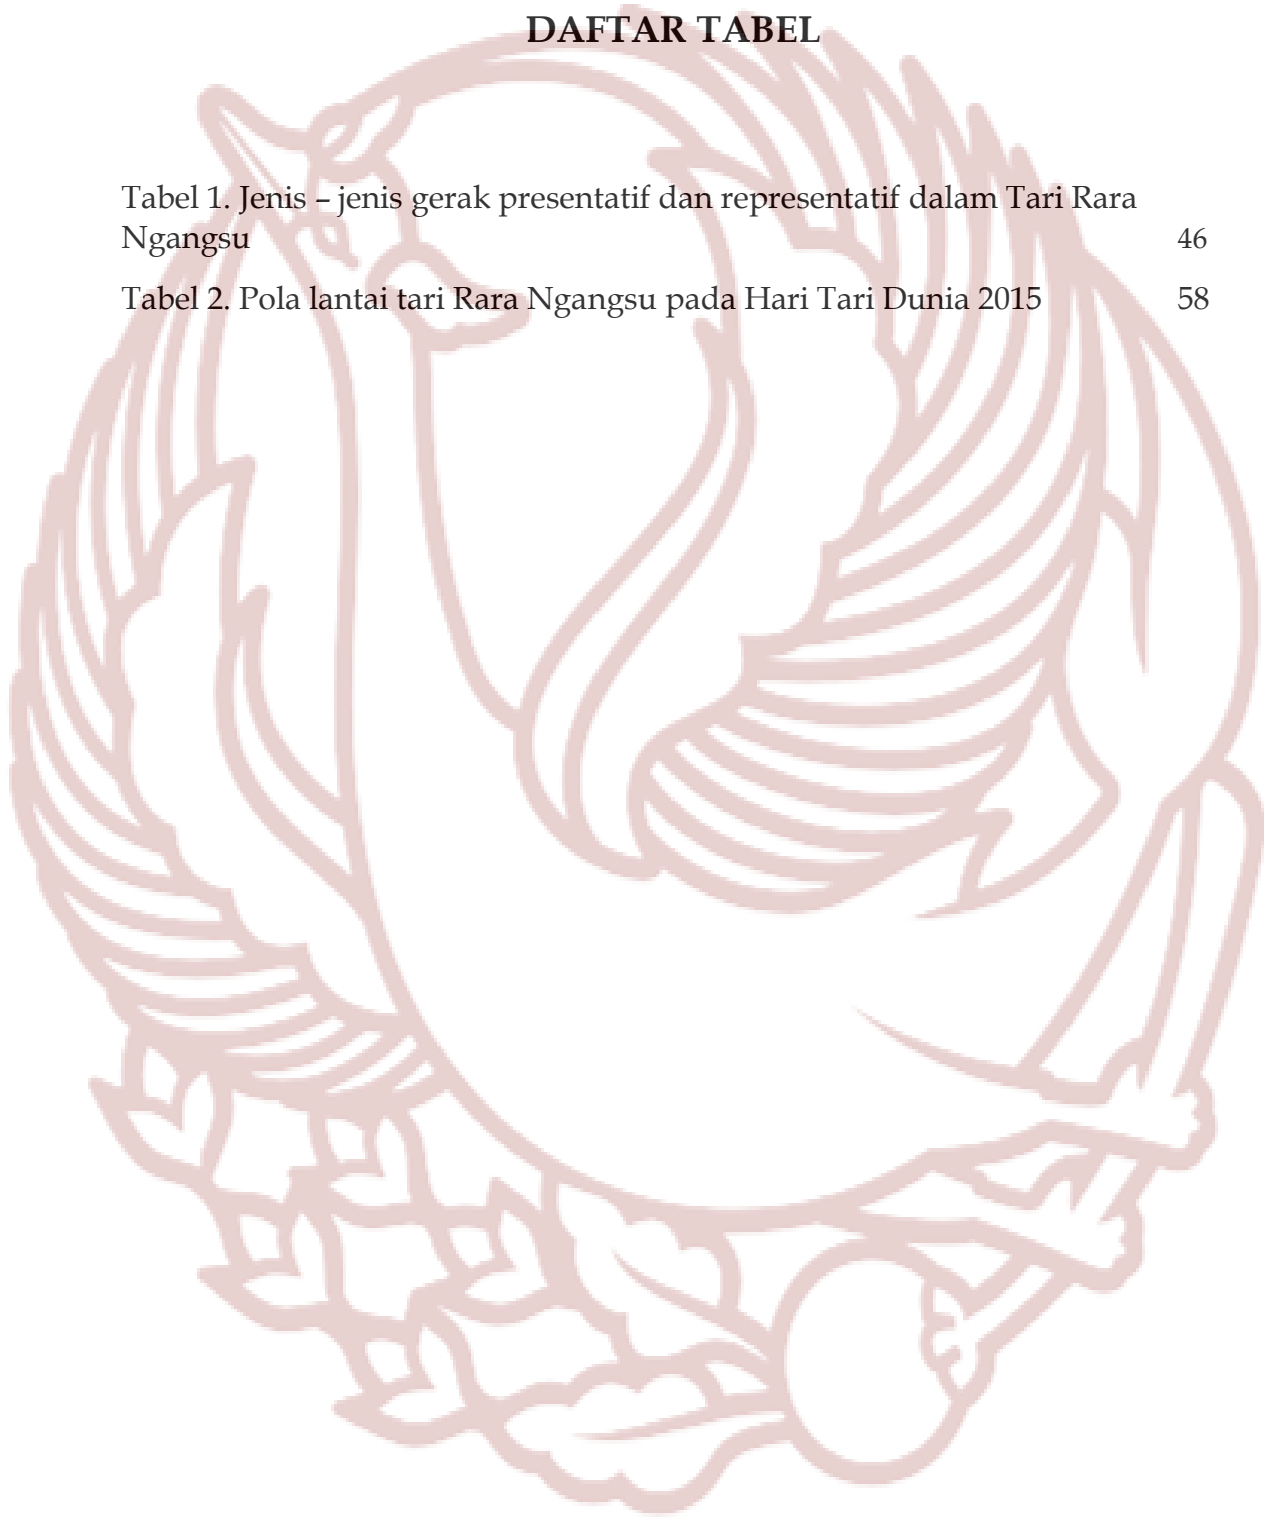 DAFTAR TABEL
Tabel 1. Jenis – jenis gerak presentatif dan representatif dalam Tari Rara
Ngangsu 46
Tabel 2. Pola lantai tari Rara Ngangsu pada Hari Tari Dunia 2015 58